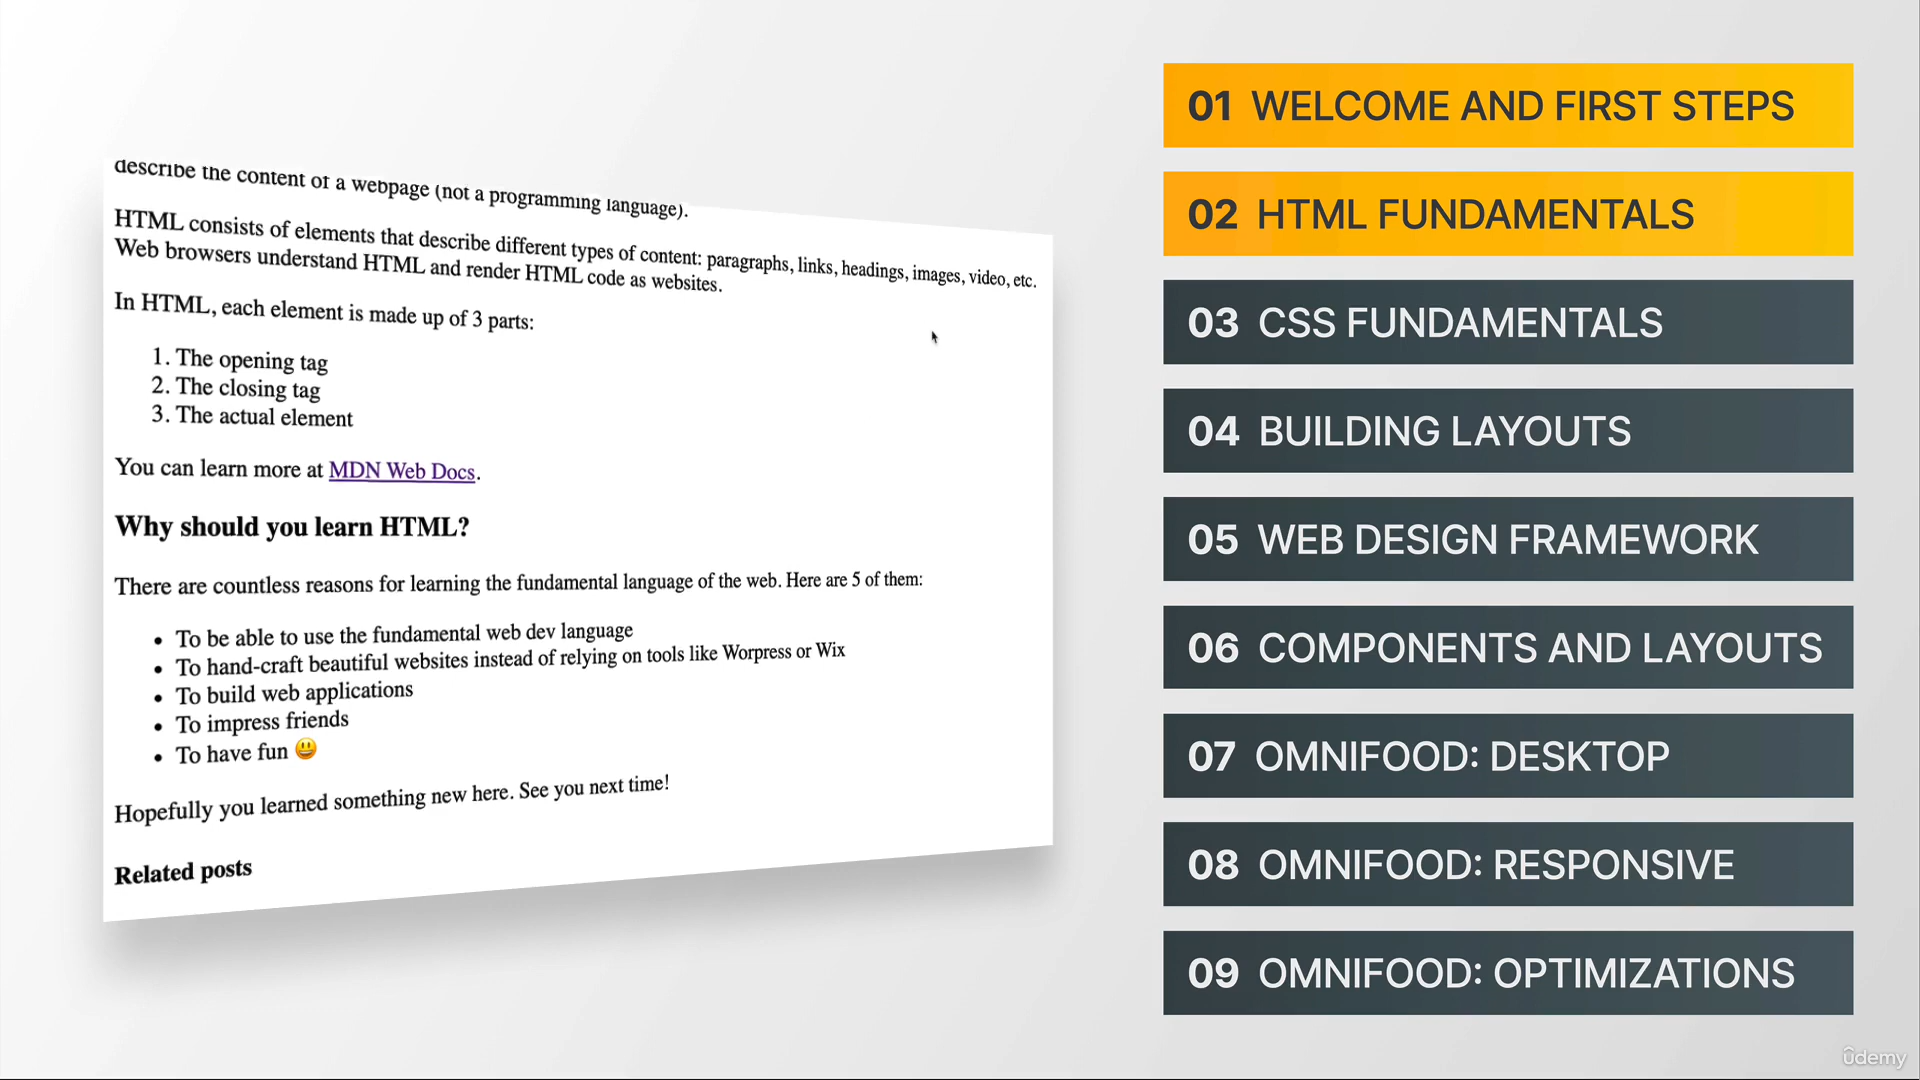 describe the content of a webpage (not a programming language).
HTML consists of elements that describe different types of content: paragraphs, links, headings, images, video, etc.
Web browsers understand HTML and render HTML code as websites.
In HTML, each element is made up of 3 parts:
1. The opening tag
2. The closing tag
3. The actual element
You can learn more at MDN Web Docs.
Why should you learn HTML?
There are countless reasons for learning the fundamental language of the web. Here are 5 of them:
• To be able to use the fundamental web dev language
• To hand-craft beautiful websites instead of relying on tools like Worpress or Wix
• To build web applications
• To impress friends
• To have fun 😃
Hopefully you learned something new here. See you next time!
Related posts
01 WELCOME AND FIRST STEPS
02 HTML FUNDAMENTALS
03 CSS FUNDAMENTALS
04 BUILDING LAYOUTS
05 WEB DESIGN FRAMEWORK
06 COMPONENTS AND LAYOUTS
07 OMNIFOOD: DESKTOP
08 OMNIFOOD: RESPONSIVE
09 OMNIFOOD: OPTIMIZATIONS
udemy